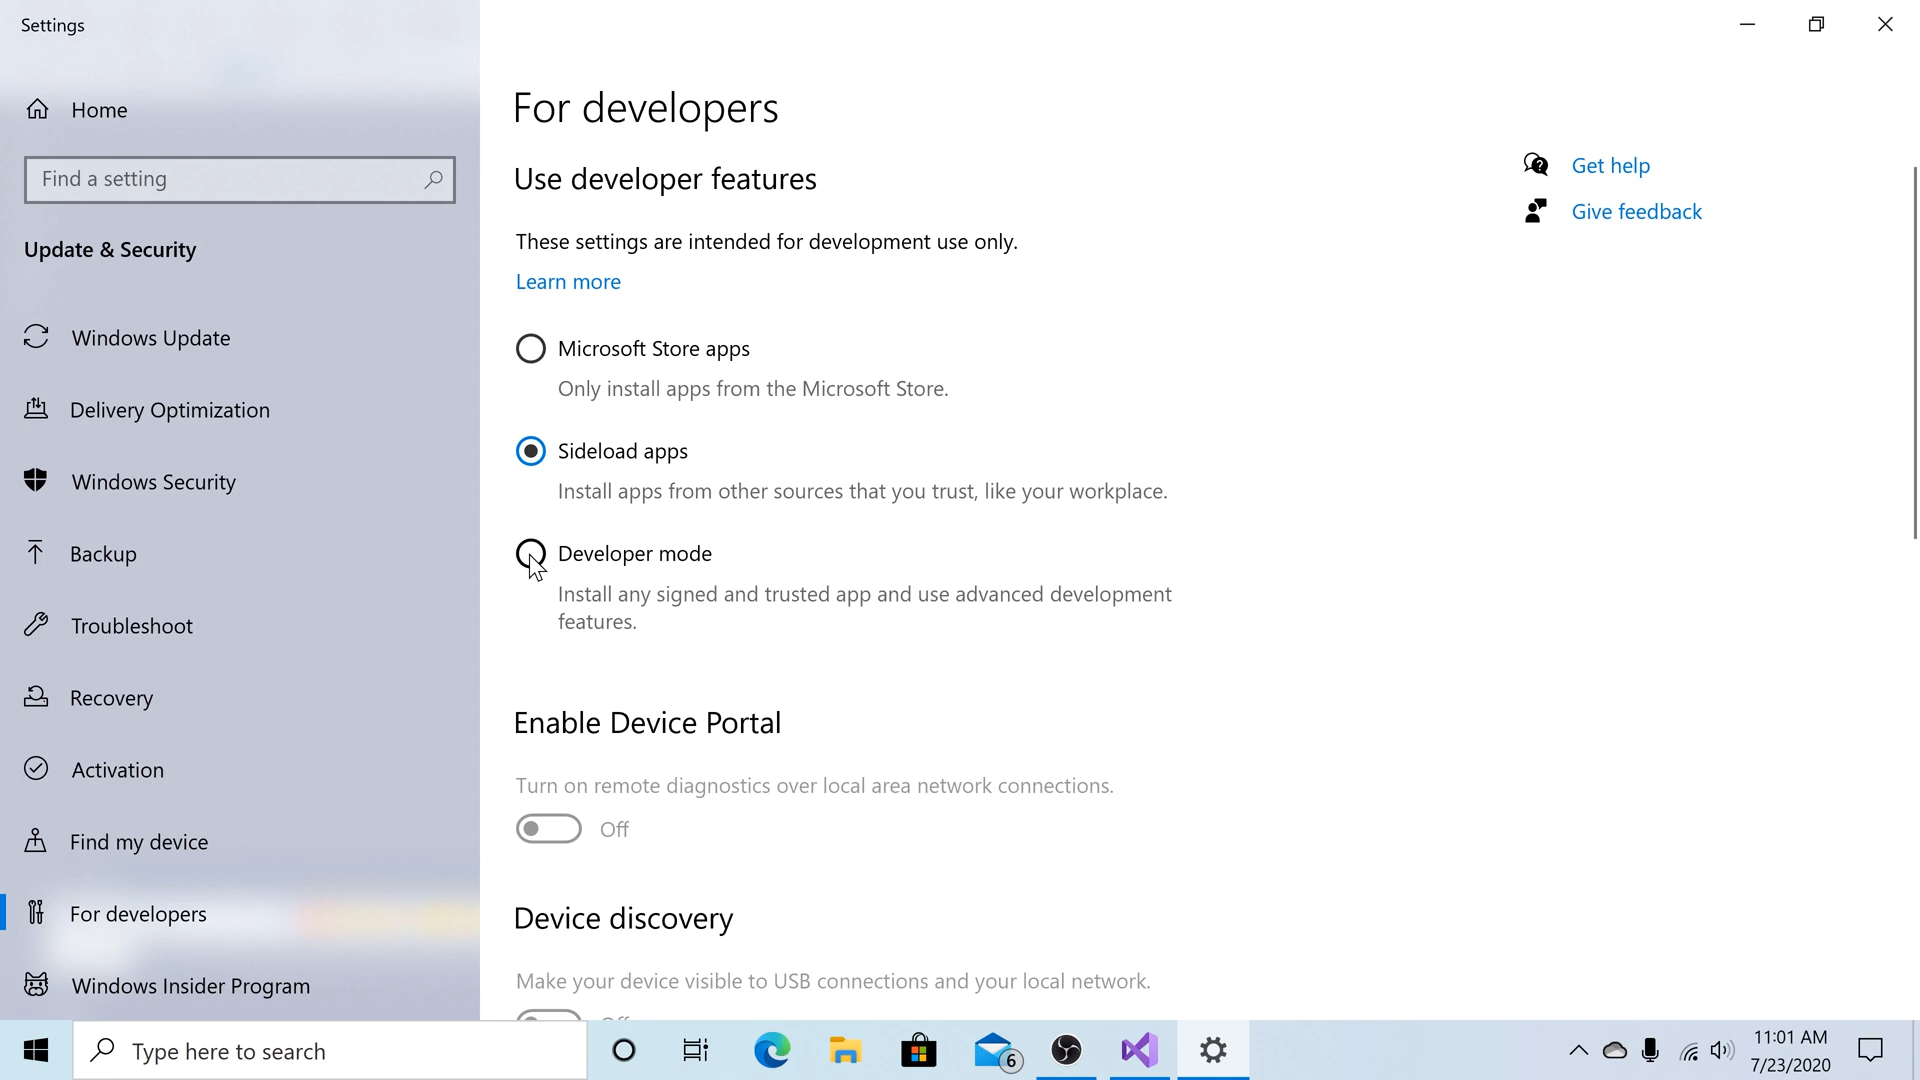 Settings
Home
Find a setting
Update & Security
Windows Update
Delivery Optimization
Windows Security
Backup
Troubleshoot
Recovery
Activation
Find my device
For developers
Windows Insider Program
For developers
Use developer features
These settings are intended for development use only.
Learn more
Microsoft Store apps
Only install apps from the Microsoft Store.
Sideload apps
Install apps from other sources that you trust, like your workplace.
Developer mode
Install any signed and trusted app and use advanced development
features.
Enable Device Portal
Turn on remote diagnostics over local area network connections.
Off
Device discovery
Make your device visible to USB connections and your local network.
Get help
Give feedback
Type here to search
6
11:01 AM
7/23/2020